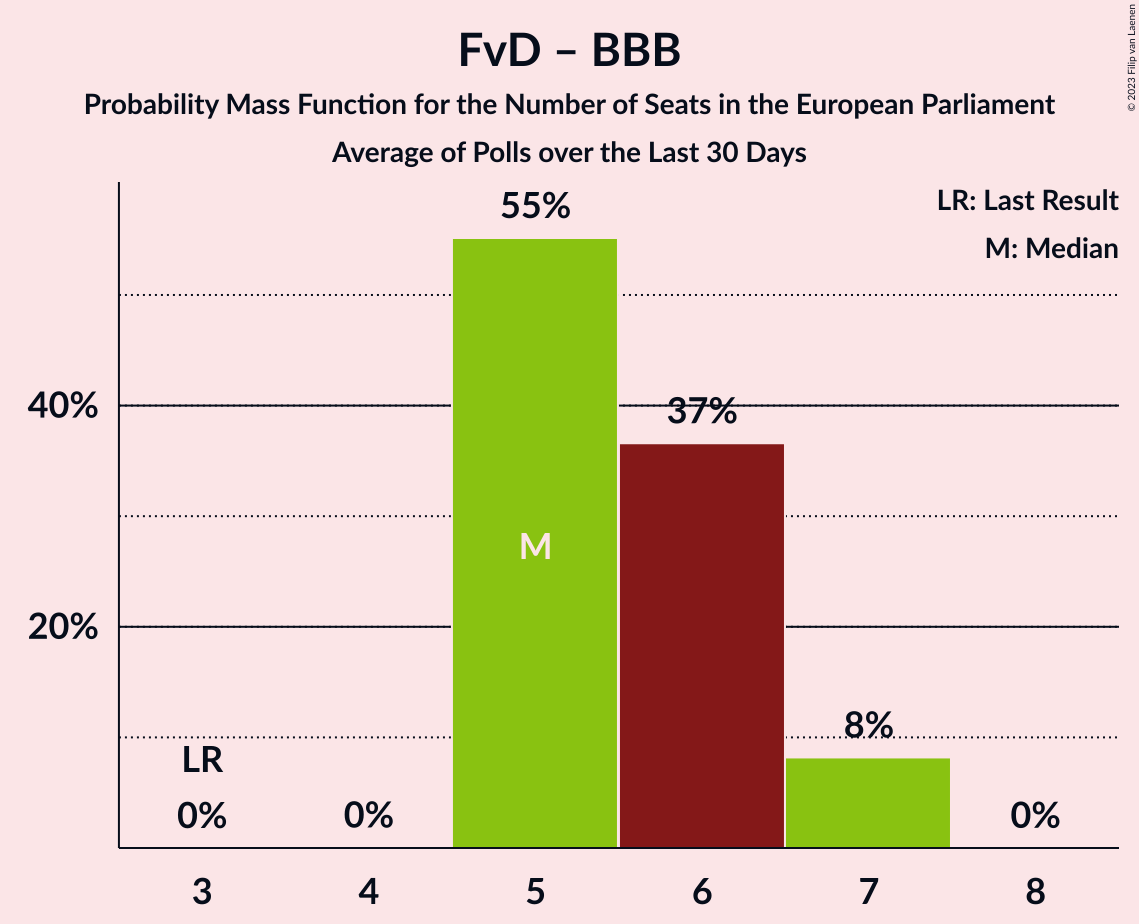 FvD – BBB
Probability Mass Function for the Number of Seats in the European Parliament
Average of Polls over the Last 30 Days
© 2023 Filip van Laenen
LR: Last Result
M: Median
55%
40%
37%
M
20%
8%
LR
0%
0%
0%
3
4
5
6
7
8